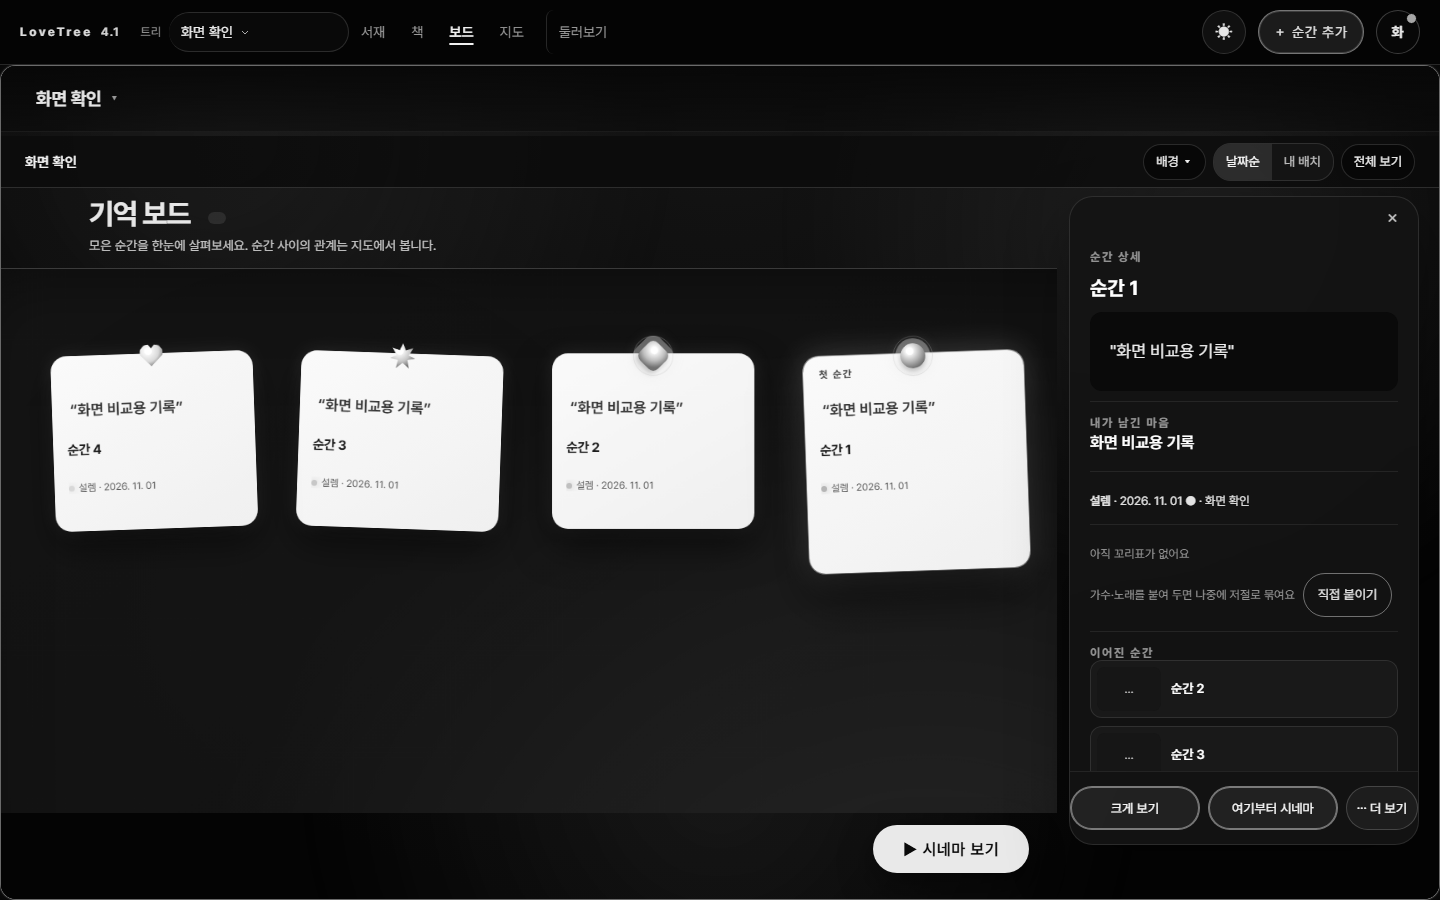 LoveTree 4.1 트리 화면 확인 서재 책 보드 지도 둘러보기 + 순간 추가 화
화면 확인
화면 확인 배경 날짜순 내 배치 전체 보기
기억 보드
모은 순간을 한눈에 살펴보세요. 순간 사이의 관계는 지도에서 봅니다.
“화면 비교용 기록”
순간 4
설렘 · 2026. 11. 01
“화면 비교용 기록”
순간 3
설렘 · 2026. 11. 01
“화면 비교용 기록”
순간 2
설렘 · 2026. 11. 01
첫 순간
“화면 비교용 기록”
순간 1
설렘 · 2026. 11. 01
▶ 시네마 보기
×
순간 상세
순간 1
"화면 비교용 기록"
내가 남긴 마음
화면 비교용 기록
설렘 · 2026. 11. 01 · 화면 확인
아직 꼬리표가 없어요
가수·노래를 붙여 두면 나중에 저절로 묶여요 직접 붙이기
이어진 순간
... 순간 2
... 순간 3
크게 보기 여기부터 시네마 ··· 더 보기